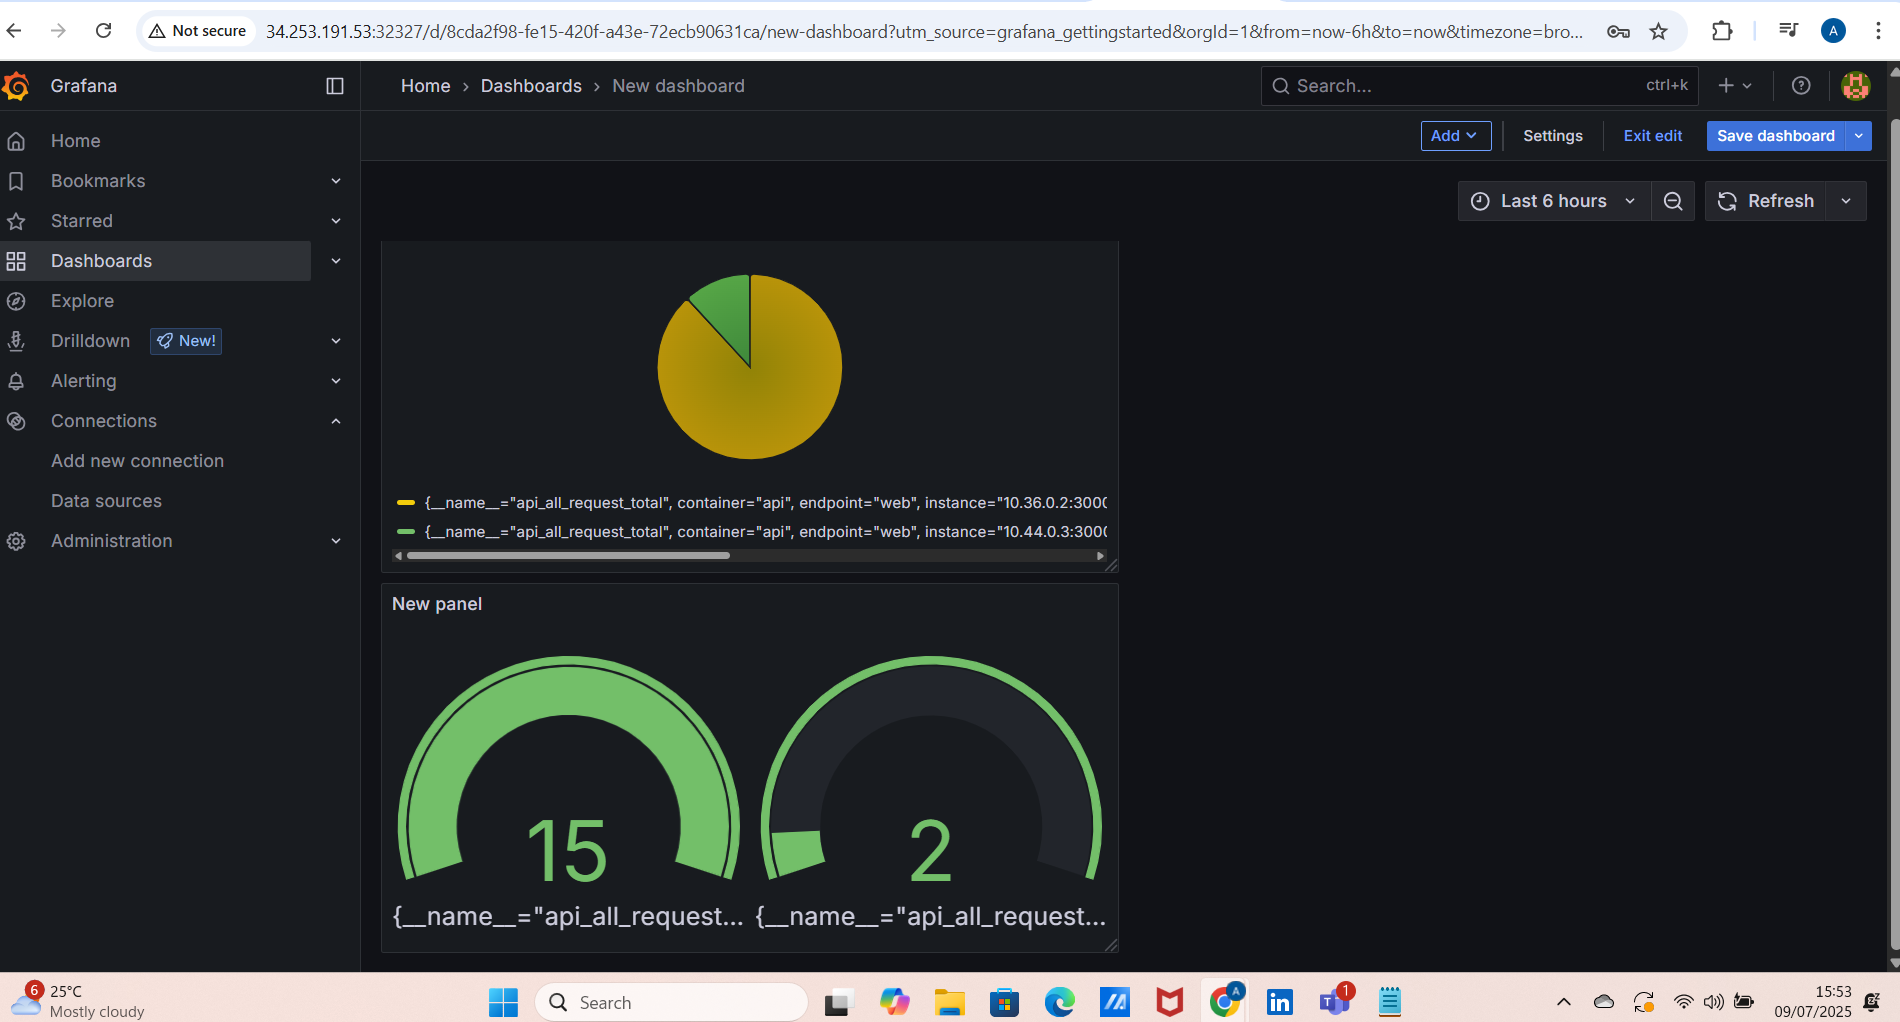 Not secure
34.253.191.53:32327/d/8cda2f98-fe15-420f-a43e-72ecb90631ca/new-dashboard?utm_source=grafana_gettingstarted&orgId=1&from=now-6h&to=now&timezone=bro...
A
Grafana
Home › Dashboards › New dashboard
Search...
ctrl+k
Add
Settings
Exit edit
Save dashboard
Last 6 hours
Refresh
Home
Bookmarks
Starred
Dashboards
Explore
Drilldown
New!
Alerting
Connections
Add new connection
Data sources
Administration
{__name__="api_all_request_total", container="api", endpoint="web", instance="10.36.0.2:3000
{__name__="api_all_request_total", container="api", endpoint="web", instance="10.44.0.3:3000
New panel
15
2
{__name__="api_all_request...
{__name__="api_all_request...
6
25°C
Mostly cloudy
Search
A
in
T
1
15:53
09/07/2025